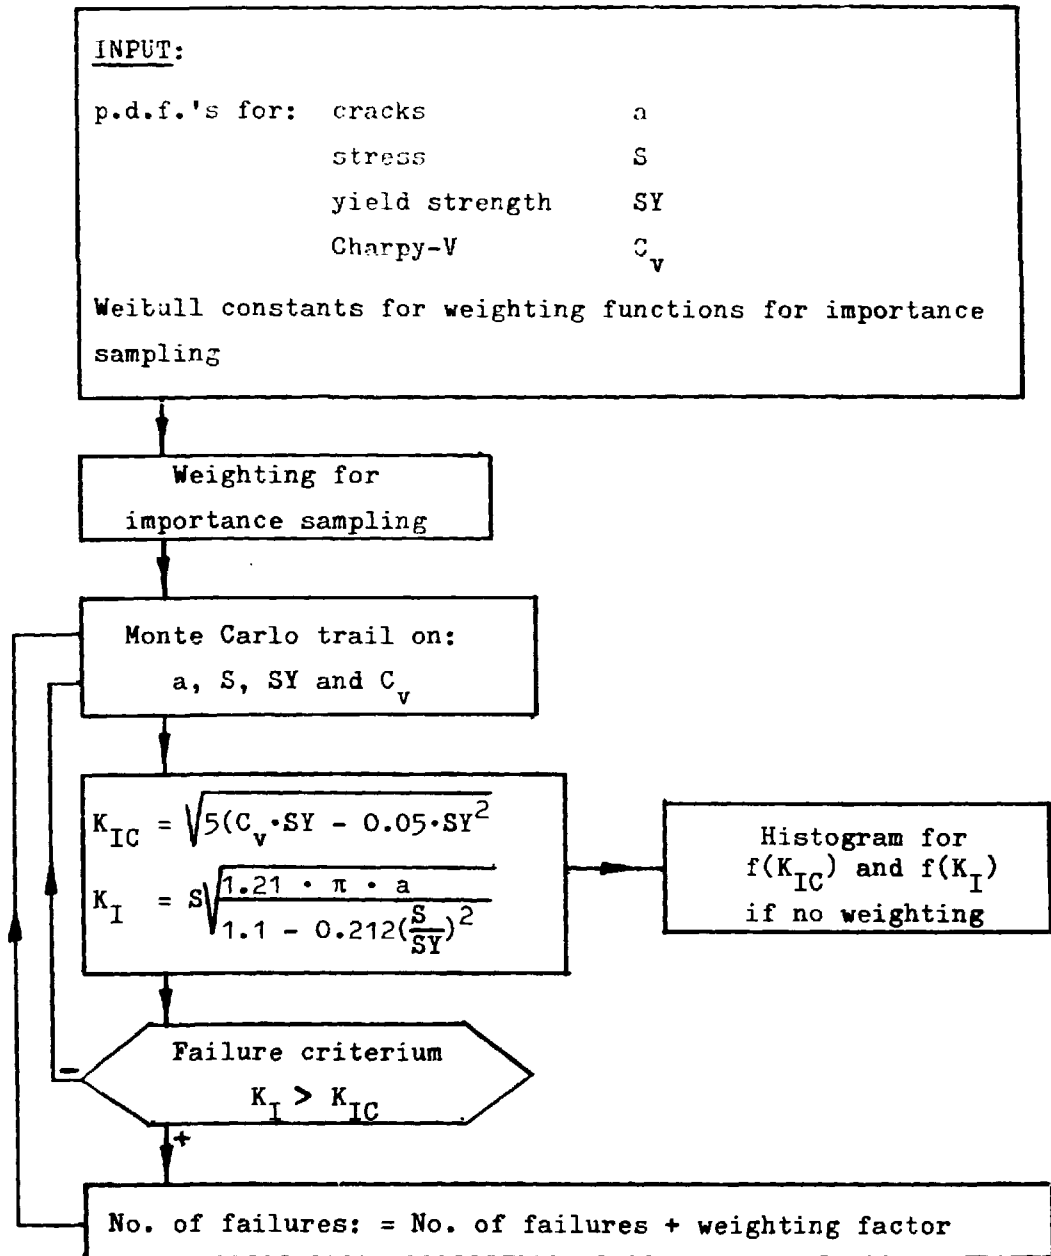 INPUT:
p.d.f.'s for: cracks a
stress S
yield strength SY
Charpy-V C_v
Weibull constants for weighting functions for importance
sampling
Weighting for
importance sampling
Monte Carlo trail on:
a, S, SY and C_v
K_IC = √5(C_v·SY - 0.05·SY²
K_I = S√(1.21 · π · a / 1.1 - 0.212(S/SY)²
Histogram for
f(K_IC) and f(K_I)
if no weighting
Failure criterium
K_I > K_IC
-
+
No. of failures: = No. of failures + weighting factor